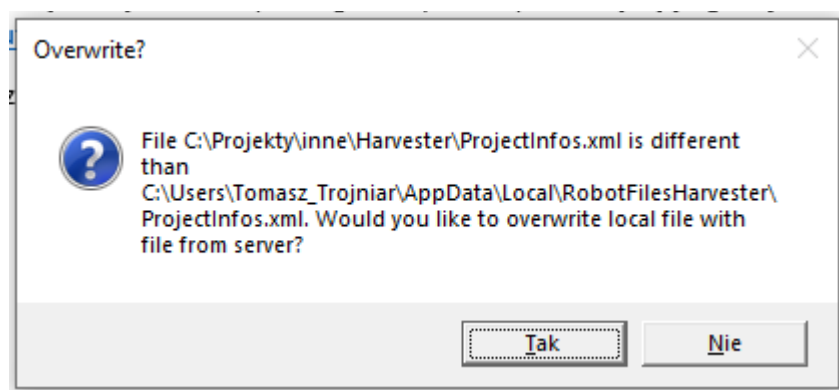 Overwrite?
File C:\Projekty\inne\Harvester\ProjectInfos.xml is different
than
C:\Users\Tomasz_Trojniar\AppData\Local\RobotFilesHarvester\
ProjectInfos.xml. Would you like to overwrite local file with
file from server?
Tak
Nie